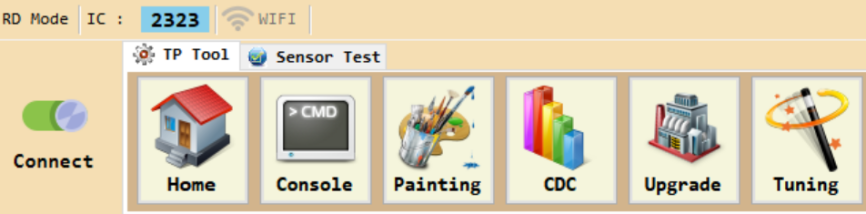 RD Mode IC : 2323 WIFI
TP Tool Sensor Test
> CMD
Connect
Home Console Painting CDC Upgrade Tuning